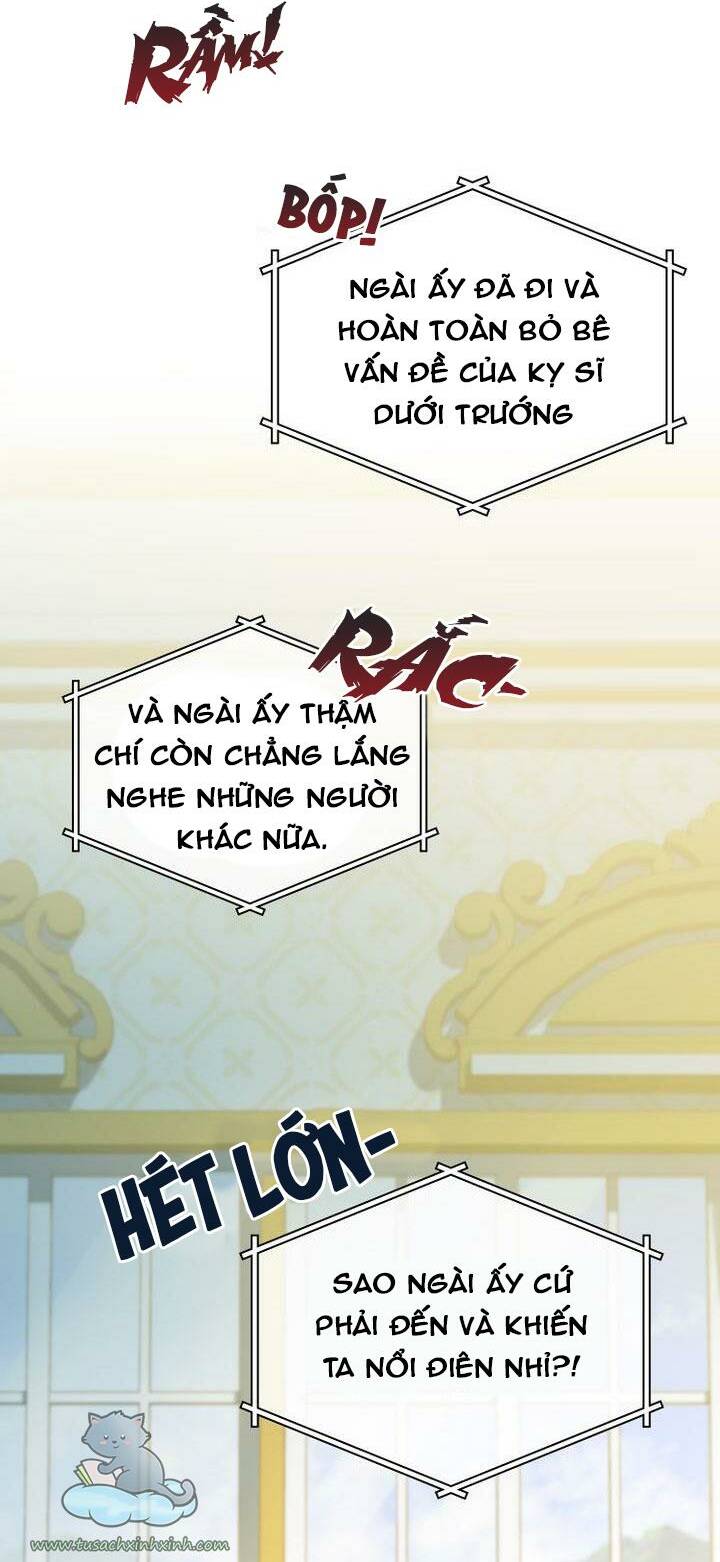 RẦM!
BỐP!
NGÀI ẤY ĐÃ ĐI VÀ
HOÀN TOÀN BỎ BÊ
VẤN ĐỀ CỦA KỴ SĨ
DƯỚI TRƯỚNG
RẮC-
VÀ NGÀI ẤY THẬM
CHÍ CÒN CHẲNG LẮNG
NGHE NHỮNG NGƯỜI
KHÁC NỮA.
HÉT LỚN-
SAO NGÀI ẤY CỨ
PHẢI ĐẾN VÀ KHIẾN
TA NỔI ĐIÊN NHỈ?!
www.tusachxinhxinh.com